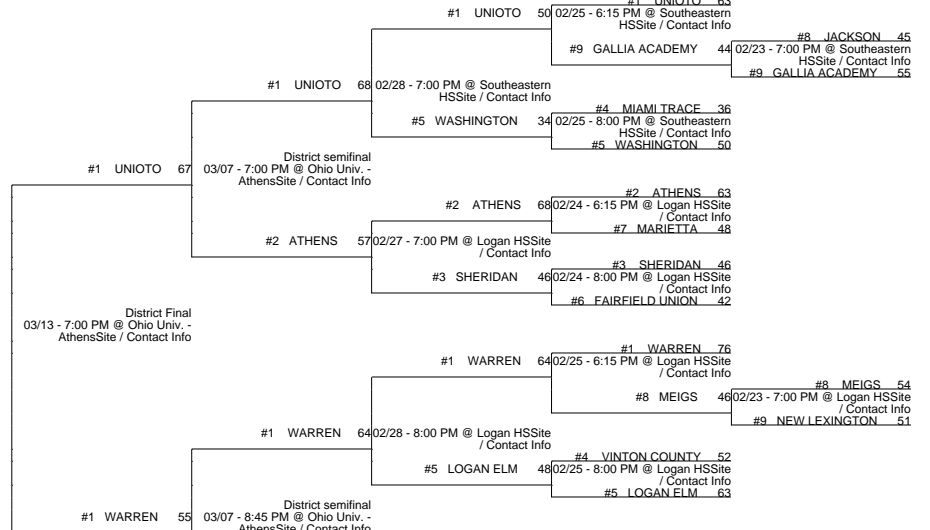 #1 UNIOTO 63
#1 UNIOTO 50
02/25 - 6:15 PM @ Southeastern
HSSite / Contact Info
#8 JACKSON 45
#9 GALLIA ACADEMY 44
02/23 - 7:00 PM @ Southeastern
HSSite / Contact Info
#9 GALLIA ACADEMY 55
#1 UNIOTO 68
02/28 - 7:00 PM @ Southeastern
HSSite / Contact Info
#4 MIAMI TRACE 36
#5 WASHINGTON 34
02/25 - 8:00 PM @ Southeastern
HSSite / Contact Info
#5 WASHINGTON 50
#1 UNIOTO 67
District semifinal
03/07 - 7:00 PM @ Ohio Univ. -
AthensSite / Contact Info
#2 ATHENS 63
#2 ATHENS 68
02/24 - 6:15 PM @ Logan HSSite
/ Contact Info
#7 MARIETTA 48
#2 ATHENS 57
02/27 - 7:00 PM @ Logan HSSite
/ Contact Info
#3 SHERIDAN 46
#3 SHERIDAN 46
02/24 - 8:00 PM @ Logan HSSite
/ Contact Info
#6 FAIRFIELD UNION 42
District Final
03/13 - 7:00 PM @ Ohio Univ. -
AthensSite / Contact Info
#1 WARREN 76
#1 WARREN 64
02/25 - 6:15 PM @ Logan HSSite
/ Contact Info
#8 MEIGS 54
#8 MEIGS 46
02/23 - 7:00 PM @ Logan HSSite
/ Contact Info
#9 NEW LEXINGTON 51
#1 WARREN 64
02/28 - 8:00 PM @ Logan HSSite
/ Contact Info
#4 VINTON COUNTY 52
#5 LOGAN ELM 48
02/25 - 8:00 PM @ Logan HSSite
/ Contact Info
#5 LOGAN ELM 63
#1 WARREN 55
District semifinal
03/07 - 8:45 PM @ Ohio Univ. -
AthensSite / Contact Info